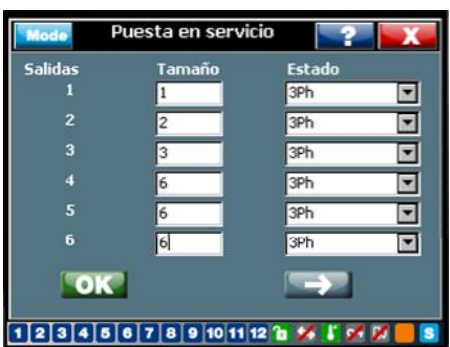 Mode Puesta en servicio ? X
Salidas Tamaño Estado
1 1 3Ph
2 2 3Ph
3 3 3Ph
4 6 3Ph
5 6 3Ph
6 6 3Ph
OK
1 2 3 4 5 6 7 8 9 10 11 12 S